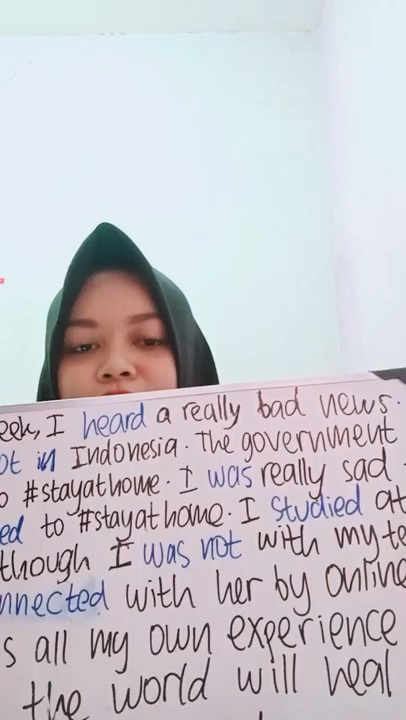 eek, I heard a really bad news.
ot in Indonesia. The government
o #stayathome. I was really sad.
ed to #stayathome. I studied at
though I was not with my te
nnected with her by online
s all my own experience
the world will heal